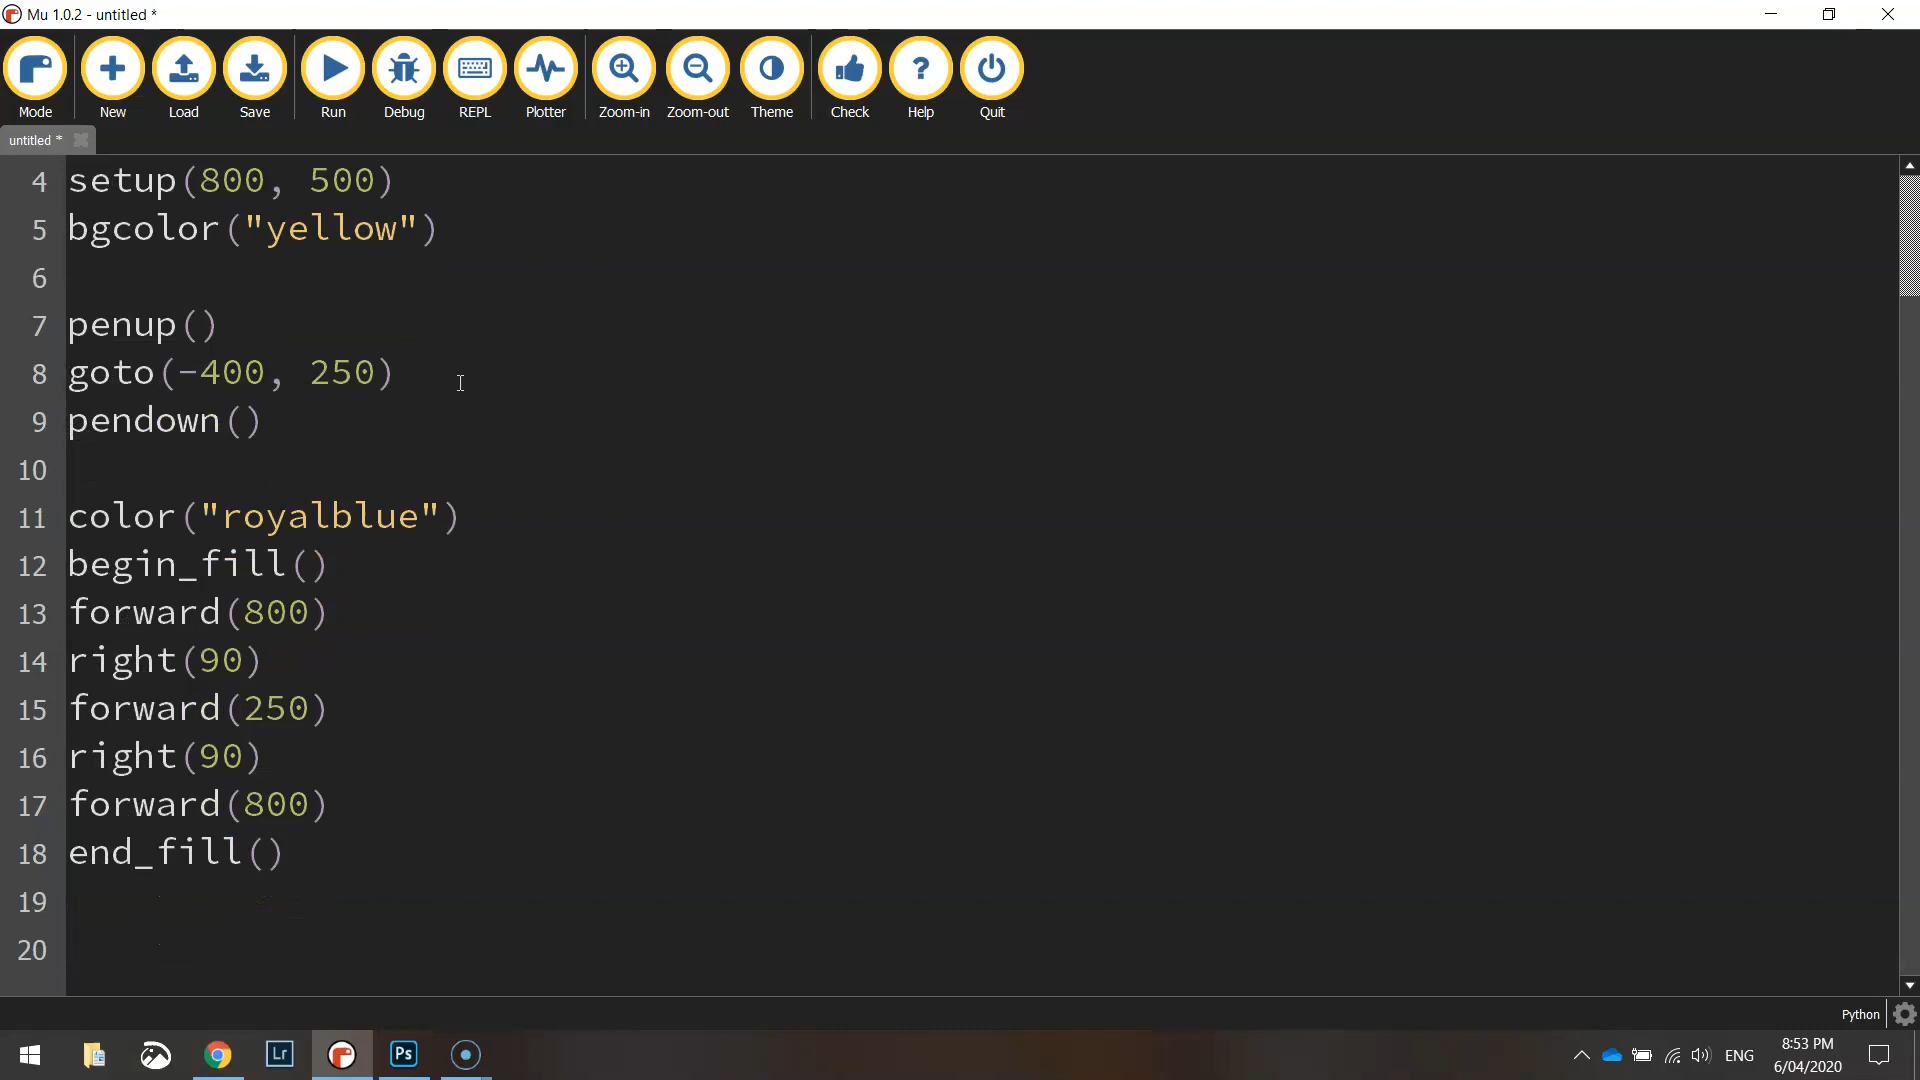 Mu 1.0.2 - untitled *
Mode New Load Save Run Debug REPL Plotter Zoom-in Zoom-out Theme Check Help Quit
untitled *
4 setup(800, 500)
5 bgcolor("yellow")
6
7 penup()
8 goto(-400, 250)
9 pendown()
10
11 color("royalblue")
12 begin_fill()
13 forward(800)
14 right(90)
15 forward(250)
16 right(90)
17 forward(800)
18 end_fill()
19
20
Python
Lr Ps ENG 8:53 PM
6/04/2020